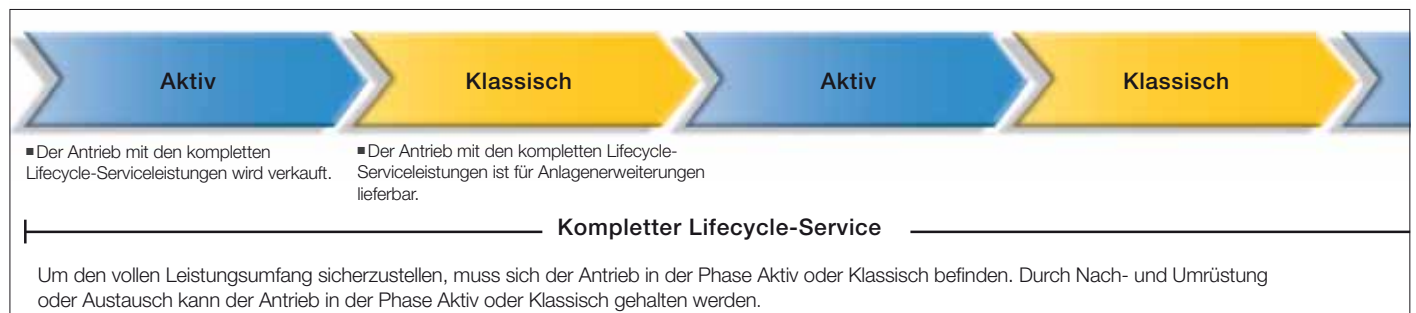 Aktiv Klassisch Aktiv Klassisch
■ Der Antrieb mit den kompletten
Lifecycle-Serviceleistungen wird verkauft.
■ Der Antrieb mit den kompletten Lifecycle-
Serviceleistungen ist für Anlagenerweiterungen
lieferbar.
Kompletter Lifecycle-Service
Um den vollen Leistungsumfang sicherzustellen, muss sich der Antrieb in der Phase Aktiv oder Klassisch befinden. Durch Nach- und Umrüstung
oder Austausch kann der Antrieb in der Phase Aktiv oder Klassisch gehalten werden.